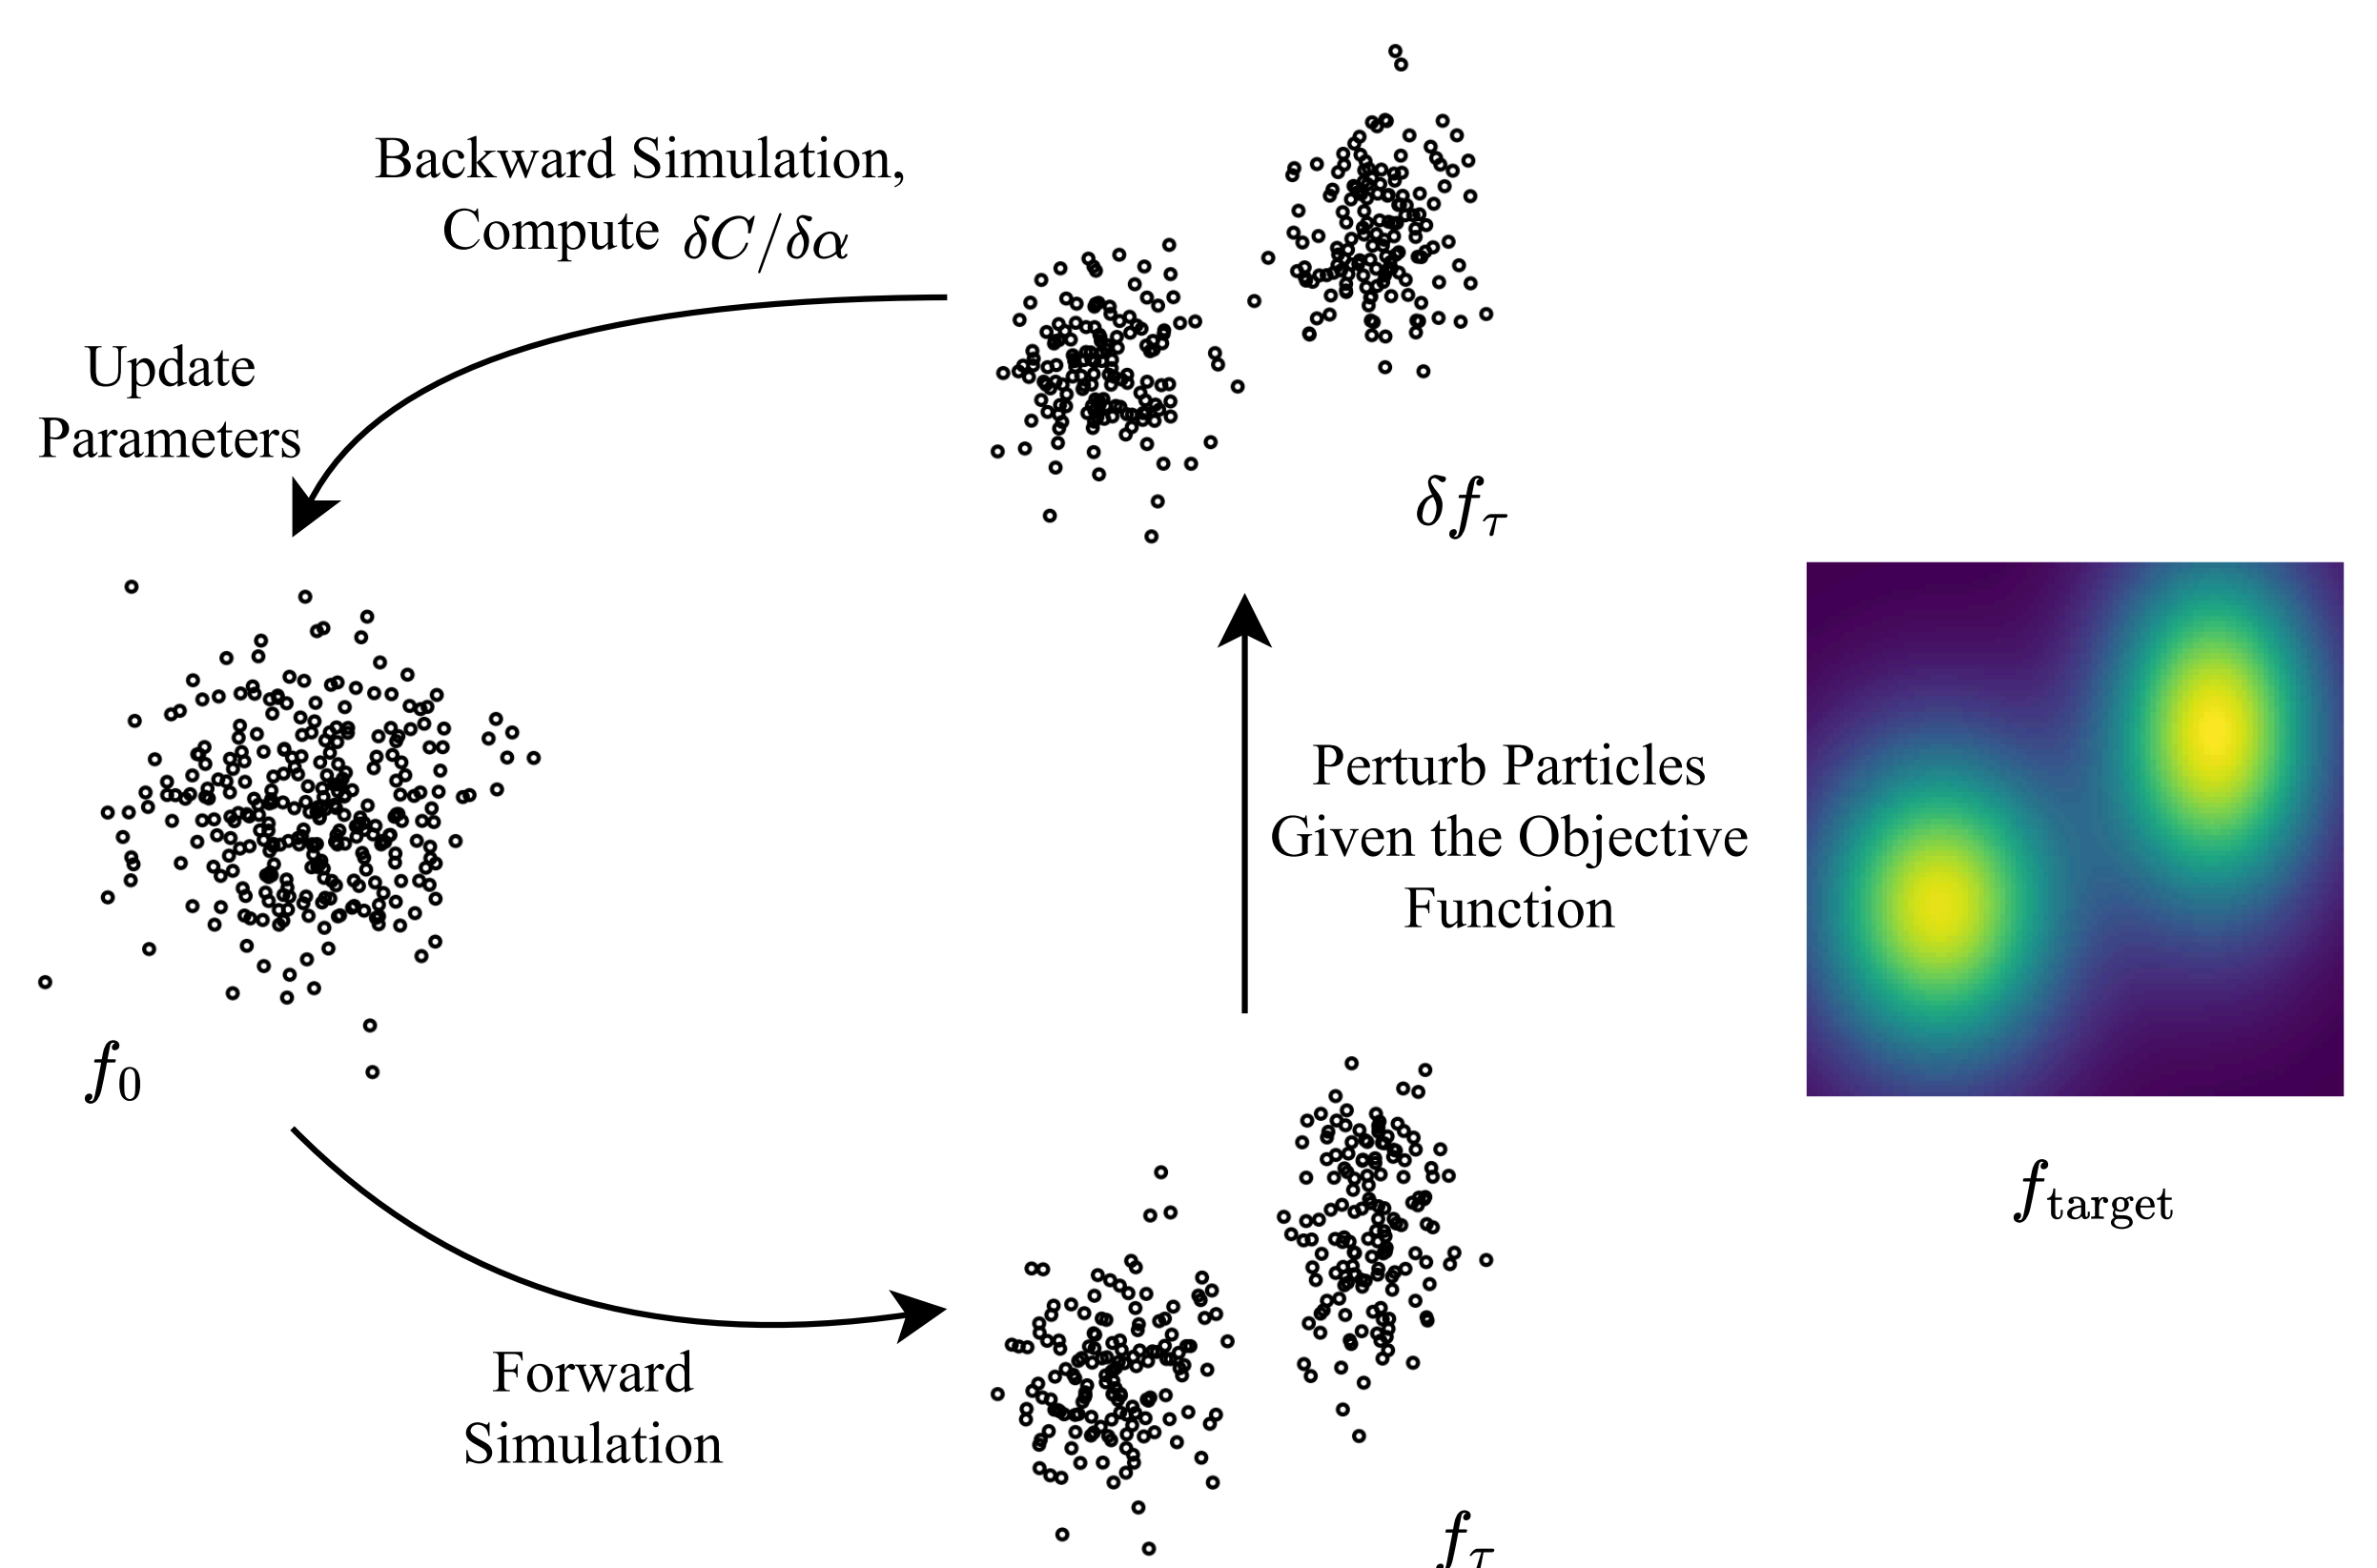 Backward Simulation,
Compute δC/δα
Update
Parameters
δf_τ
Perturb Particles
Given the Objective
Function
f_0
f_target
Forward
Simulation
f_τ